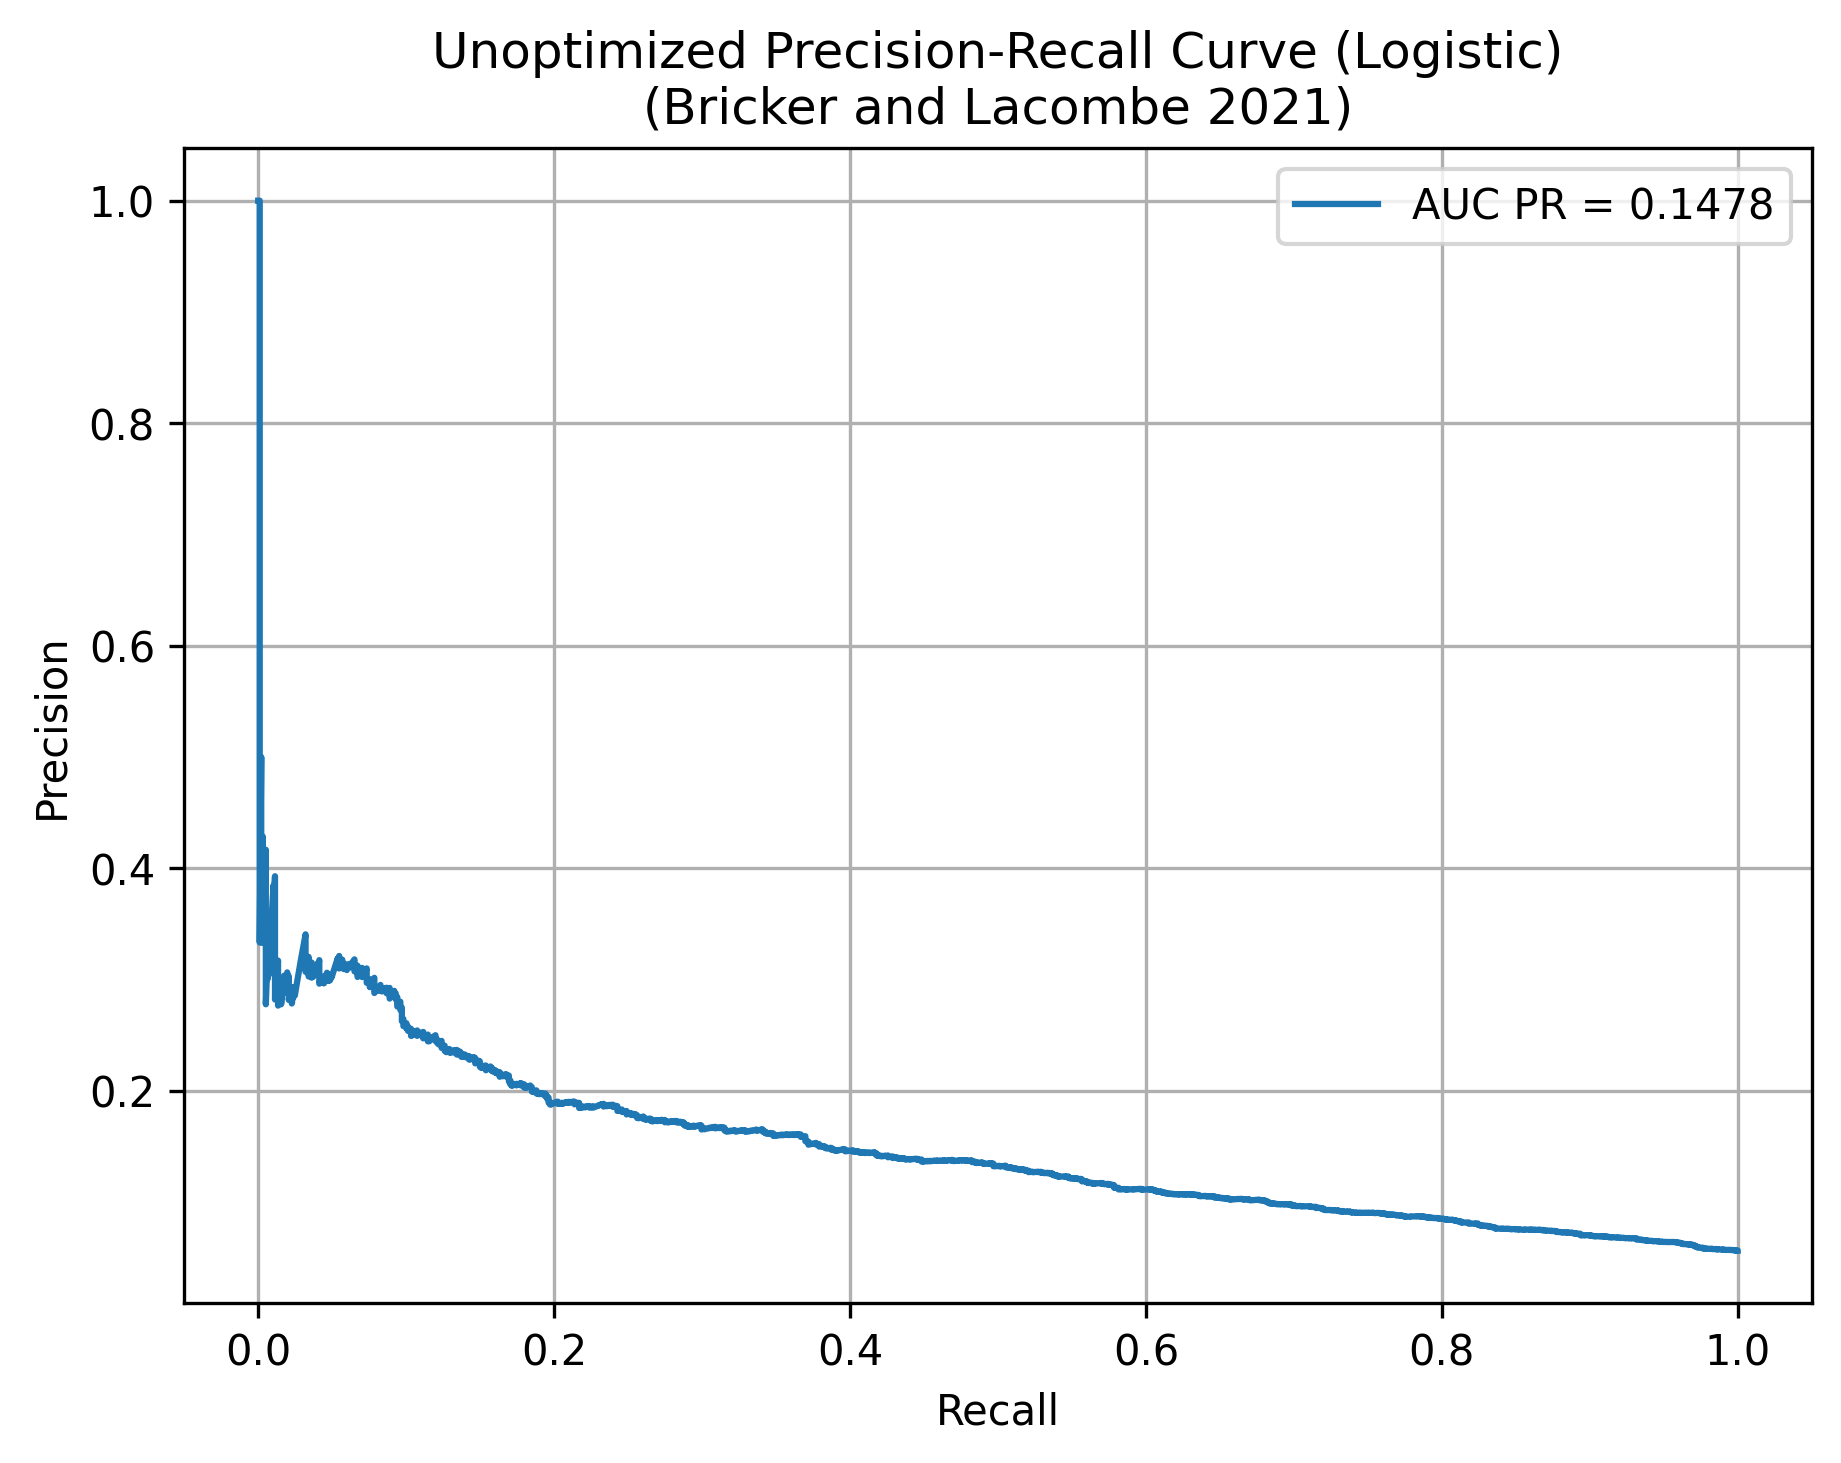 Unoptimized Precision-Recall Curve (Logistic)
(Bricker and Lacombe 2021)
AUC PR = 0.1478
1.0
0.8
0.6
0.4
0.2
Precision
0.0
0.2
0.4
0.6
0.8
1.0
Recall